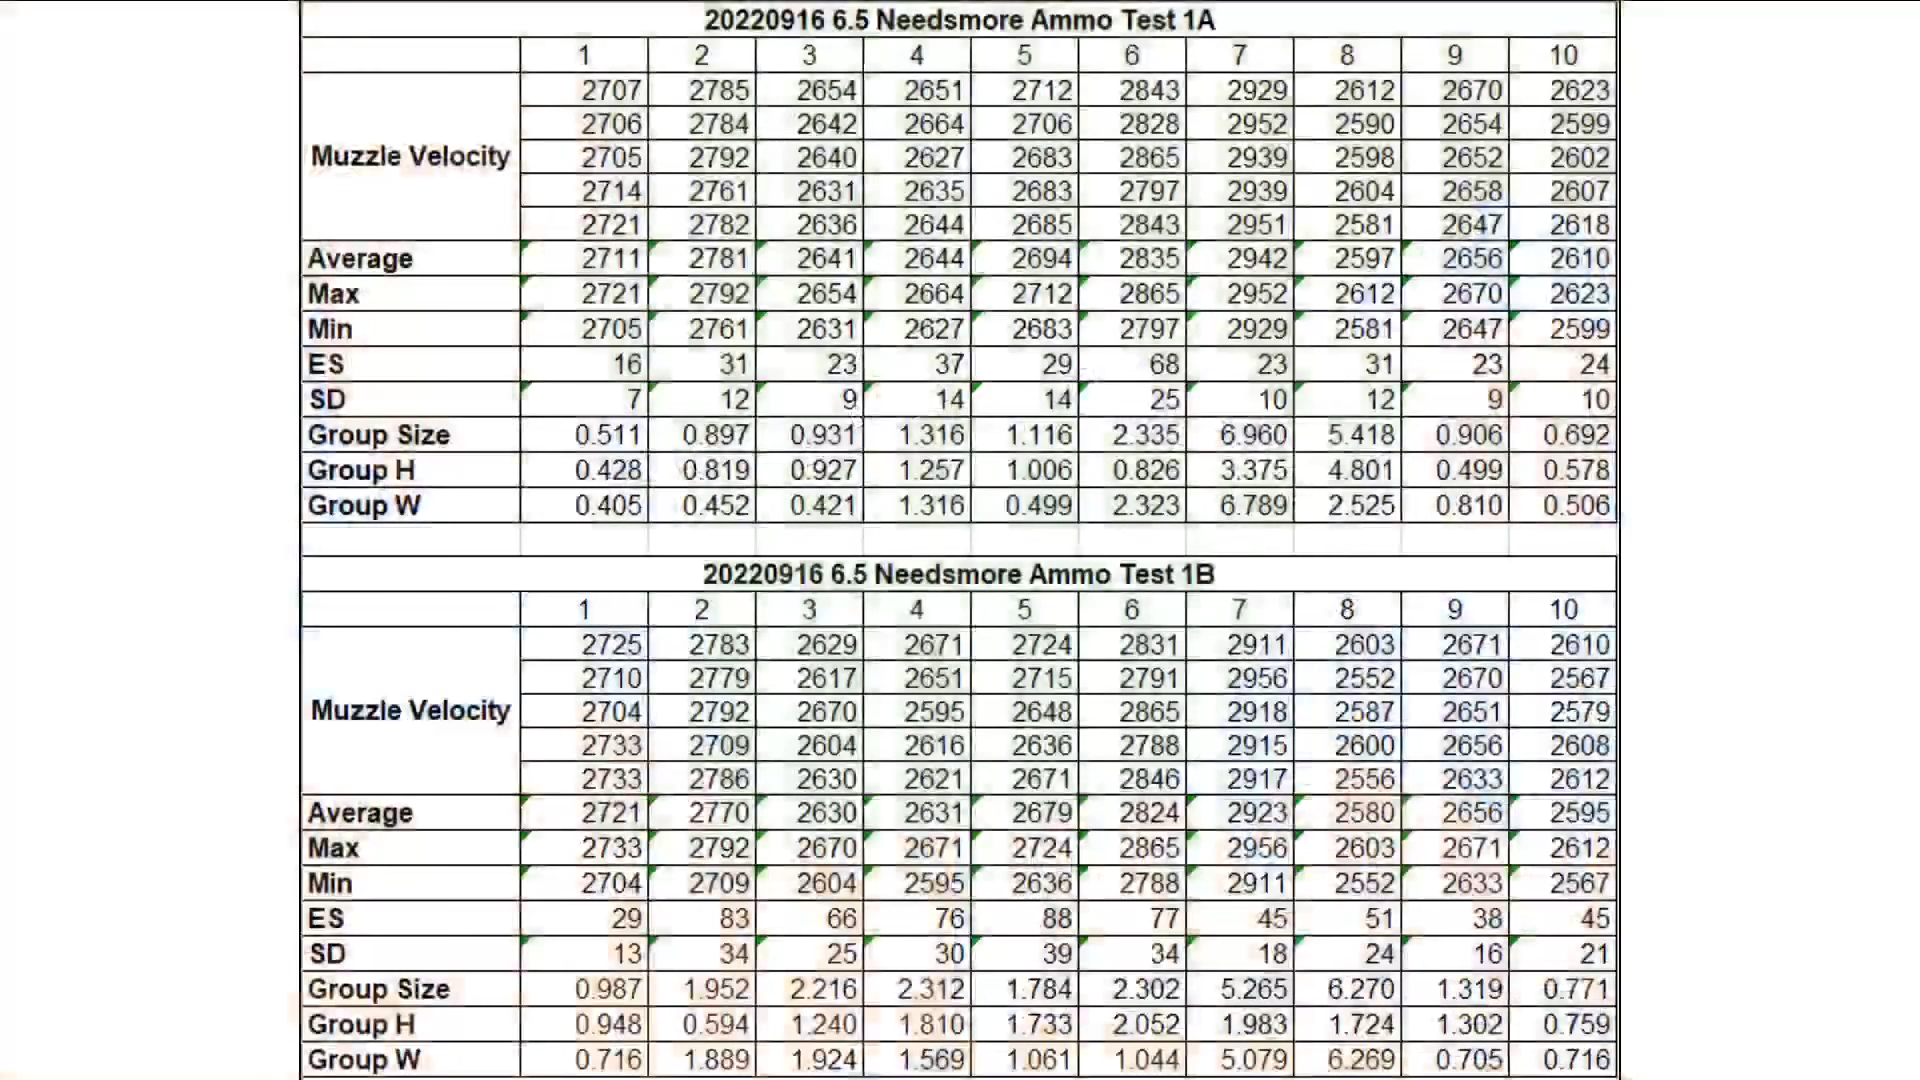 20220916 6.5 Needsmore Ammo Test 1A
1 2 3 4 5 6 7 8 9 10
2707 2785 2654 2651 2712 2843 2929 2612 2670 2623
2706 2784 2642 2664 2706 2828 2952 2590 2654 2599
Muzzle Velocity 2705 2792 2640 2627 2683 2865 2939 2598 2652 2602
2714 2761 2631 2635 2683 2797 2939 2604 2658 2607
2721 2782 2636 2644 2685 2843 2951 2581 2647 2618
Average 2711 2781 2641 2644 2694 2835 2942 2597 2656 2610
Max 2721 2792 2654 2664 2712 2865 2952 2612 2670 2623
Min 2705 2761 2631 2627 2683 2797 2929 2581 2647 2599
ES 16 31 23 37 29 68 23 31 23 24
SD 7 12 9 14 14 25 10 12 9 10
Group Size 0.511 0.897 0.931 1.316 1.116 2.335 6.960 5.418 0.906 0.692
Group H 0.428 0.819 0.927 1.257 1.006 0.826 3.375 4.801 0.499 0.578
Group W 0.405 0.452 0.421 1.316 0.499 2.323 6.789 2.525 0.810 0.506
20220916 6.5 Needsmore Ammo Test 1B
1 2 3 4 5 6 7 8 9 10
2725 2783 2629 2671 2724 2831 2911 2603 2671 2610
2710 2779 2617 2651 2715 2791 2956 2552 2670 2567
Muzzle Velocity 2704 2792 2670 2595 2648 2865 2918 2587 2651 2579
2733 2709 2604 2616 2636 2788 2915 2600 2656 2608
2733 2786 2630 2621 2671 2846 2917 2556 2633 2612
Average 2721 2770 2630 2631 2679 2824 2923 2580 2656 2595
Max 2733 2792 2670 2671 2724 2865 2956 2603 2671 2612
Min 2704 2709 2604 2595 2636 2788 2911 2552 2633 2567
ES 29 83 66 76 88 77 45 51 38 45
SD 13 34 25 30 39 34 18 24 16 21
Group Size 0.987 1.952 2.216 2.312 1.784 2.302 5.265 6.270 1.319 0.771
Group H 0.948 0.594 1.240 1.810 1.733 2.052 1.983 1.724 1.302 0.759
Group W 0.716 1.889 1.924 1.569 1.061 1.044 5.079 6.269 0.705 0.716